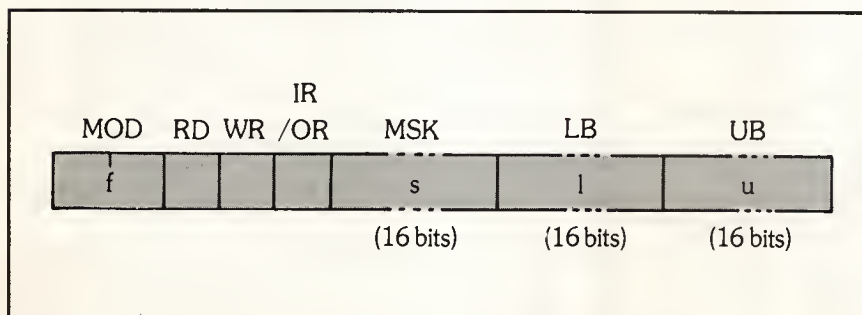 IR
MOD RD WR /OR MSK LB UB
f s l u
(16 bits) (16 bits) (16 bits)